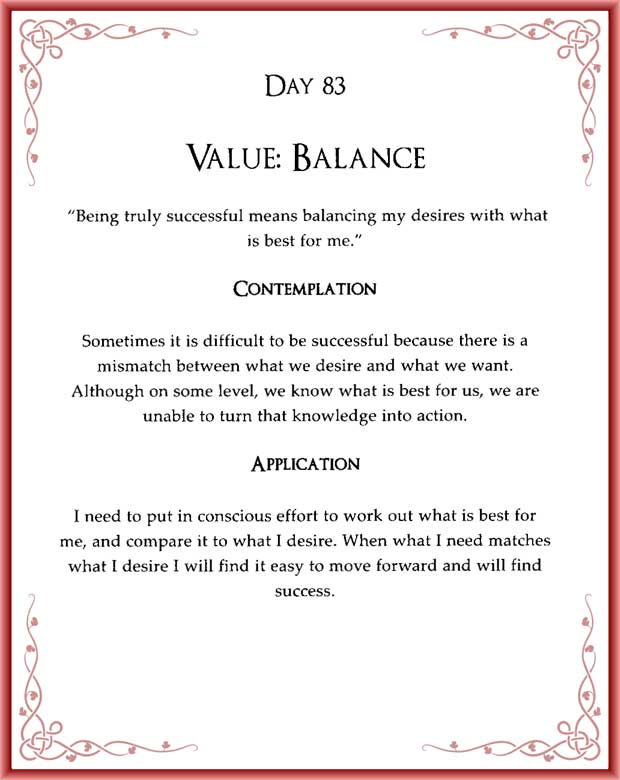 Day 83
Value: Balance
"Being truly successful means balancing my desires with what
is best for me."
Contemplation
Sometimes it is difficult to be successful because there is a
mismatch between what we desire and what we want.
Although on some level, we know what is best for us, we are
unable to turn that knowledge into action.
Application
I need to put in conscious effort to work out what is best for
me, and compare it to what I desire. When what I need matches
what I desire I will find it easy to move forward and will find
success.